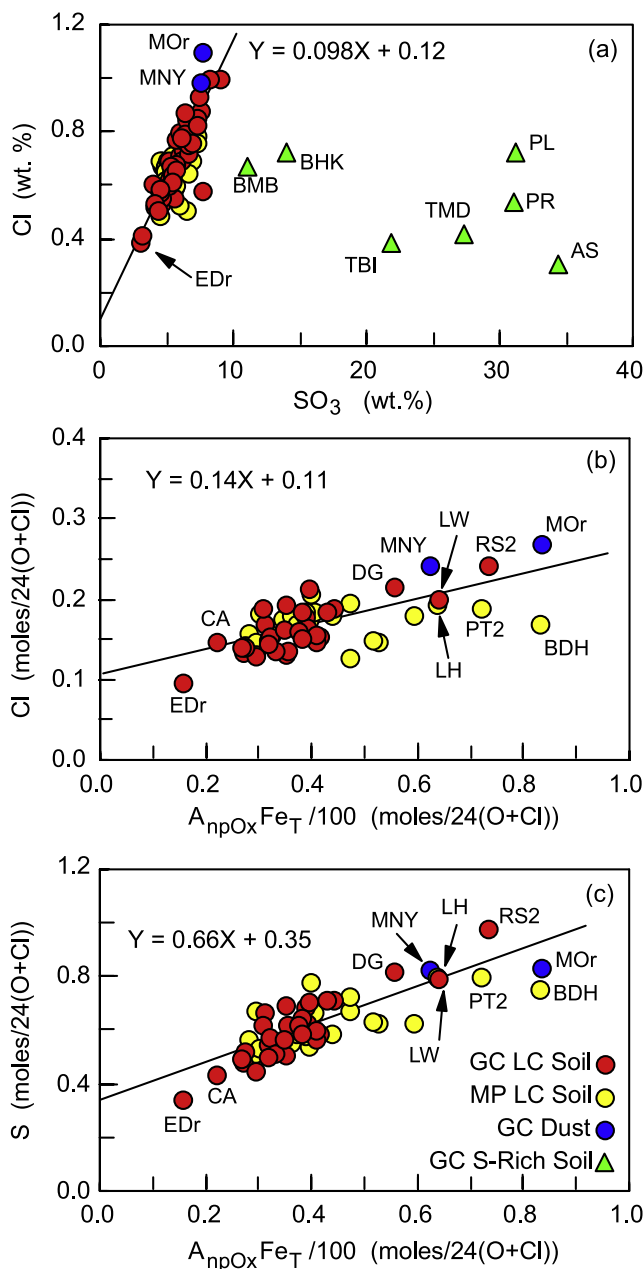 1.2
MOr
Y = 0.098X + 0.12
(a)
MNY
0.8
BHK
PL
BMB
TMD
PR
0.4
TBI
AS
EDr
0.0
0 10 20 30 40
Cl (wt. %)
SO3 (wt.%)
0.4
Y = 0.14X + 0.11
(b)
LW
0.3
MNY
RS2
MOr
DG
0.2
CA
PT2
BDH
LH
0.1
EDr
0.0
0.0 0.2 0.4 0.6 0.8 1.0
Cl (moles/24(O+Cl))
AnpOxFeT/100 (moles/24(O+Cl))
1.2
(c)
LH
MNY
RS2
Y = 0.66X + 0.35
DG
0.8
MOr
PT2
BDH
LW
GC LC Soil
0.4
CA
MP LC Soil
EDr
GC Dust
GC S-Rich Soil
0.0
0.0 0.2 0.4 0.6 0.8 1.0
S (moles/24(O+Cl))
AnpOxFeT/100 (moles/24(O+Cl))